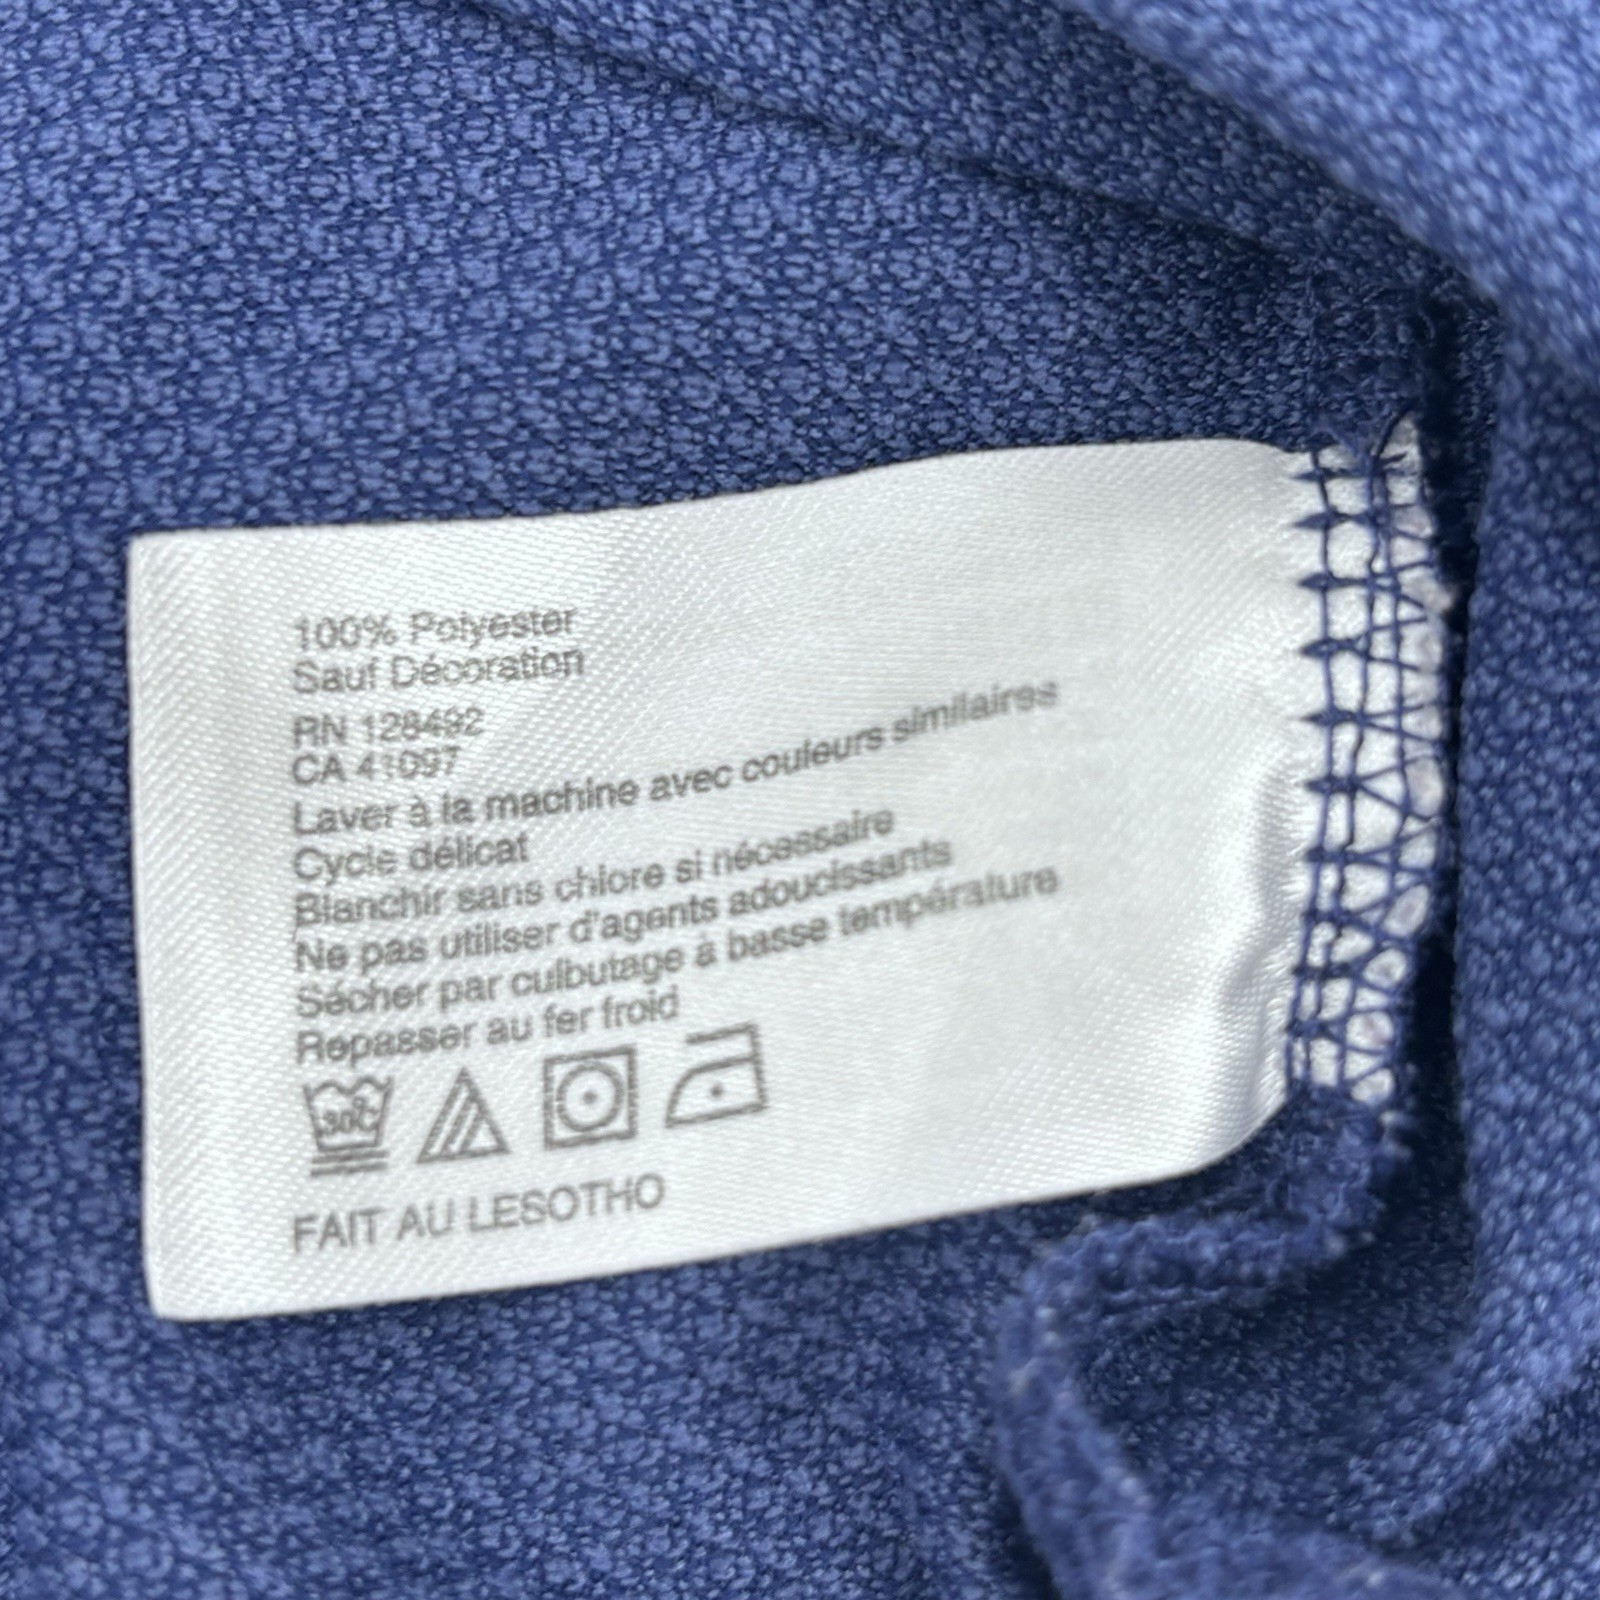 100% Polyester
Sauf Décoration
RN 128492
CA 41097
Laver à la machine avec couleurs similaires
Cycle délicat
Blanchir sans chlore si nécessaire
Ne pas utiliser d'agents adoucissants
Sécher par culbutage à basse température
Repasser au fer froid
30°C
FAIT AU LESOTHO